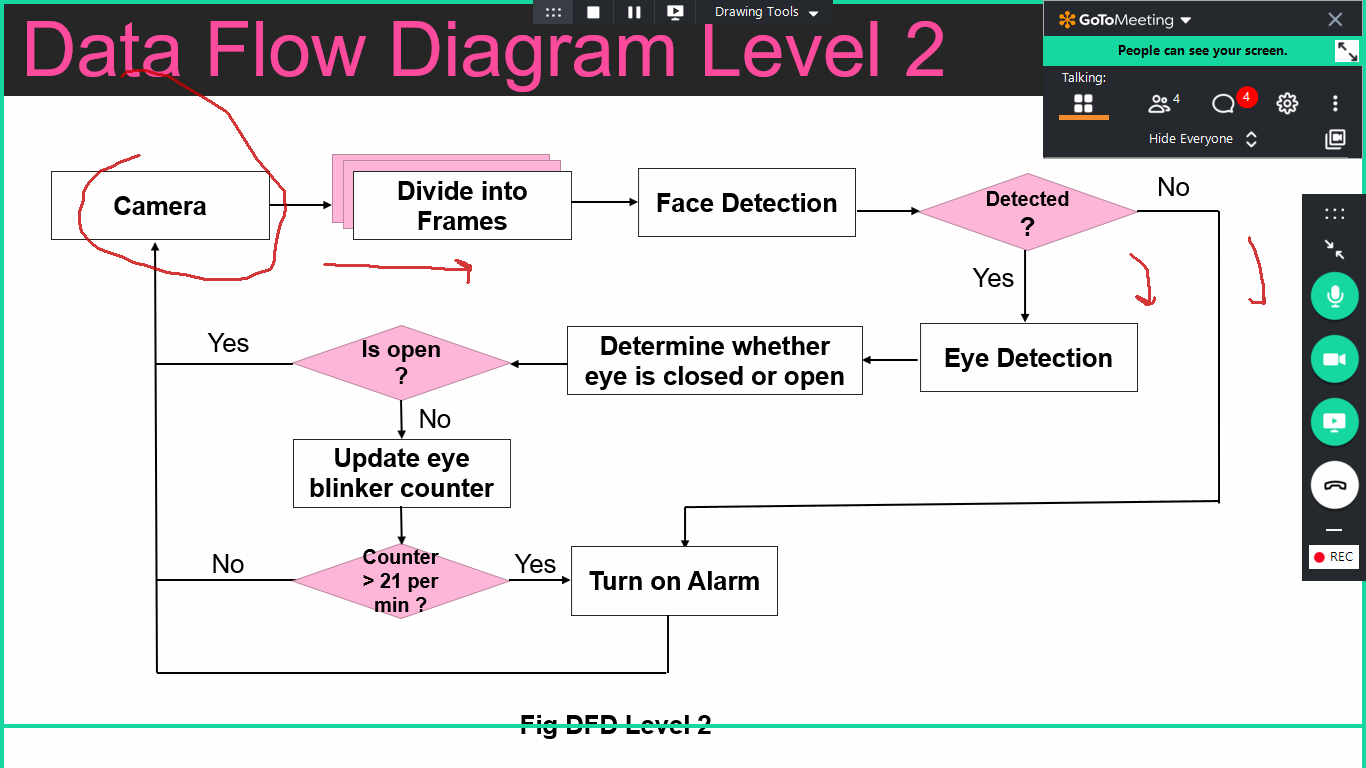 Drawing Tools
GoToMeeting
Data Flow Diagram Level 2
People can see your screen.
Talking:
4
4
Hide Everyone
Camera
Divide into
Frames
Face Detection
Detected
?
No
Yes
Yes
Is open
?
Determine whether
eye is closed or open
Eye Detection
No
Update eye
blinker counter
No
Counter
> 21 per
min ?
Yes
Turn on Alarm
REC
Fig DFD Level 2